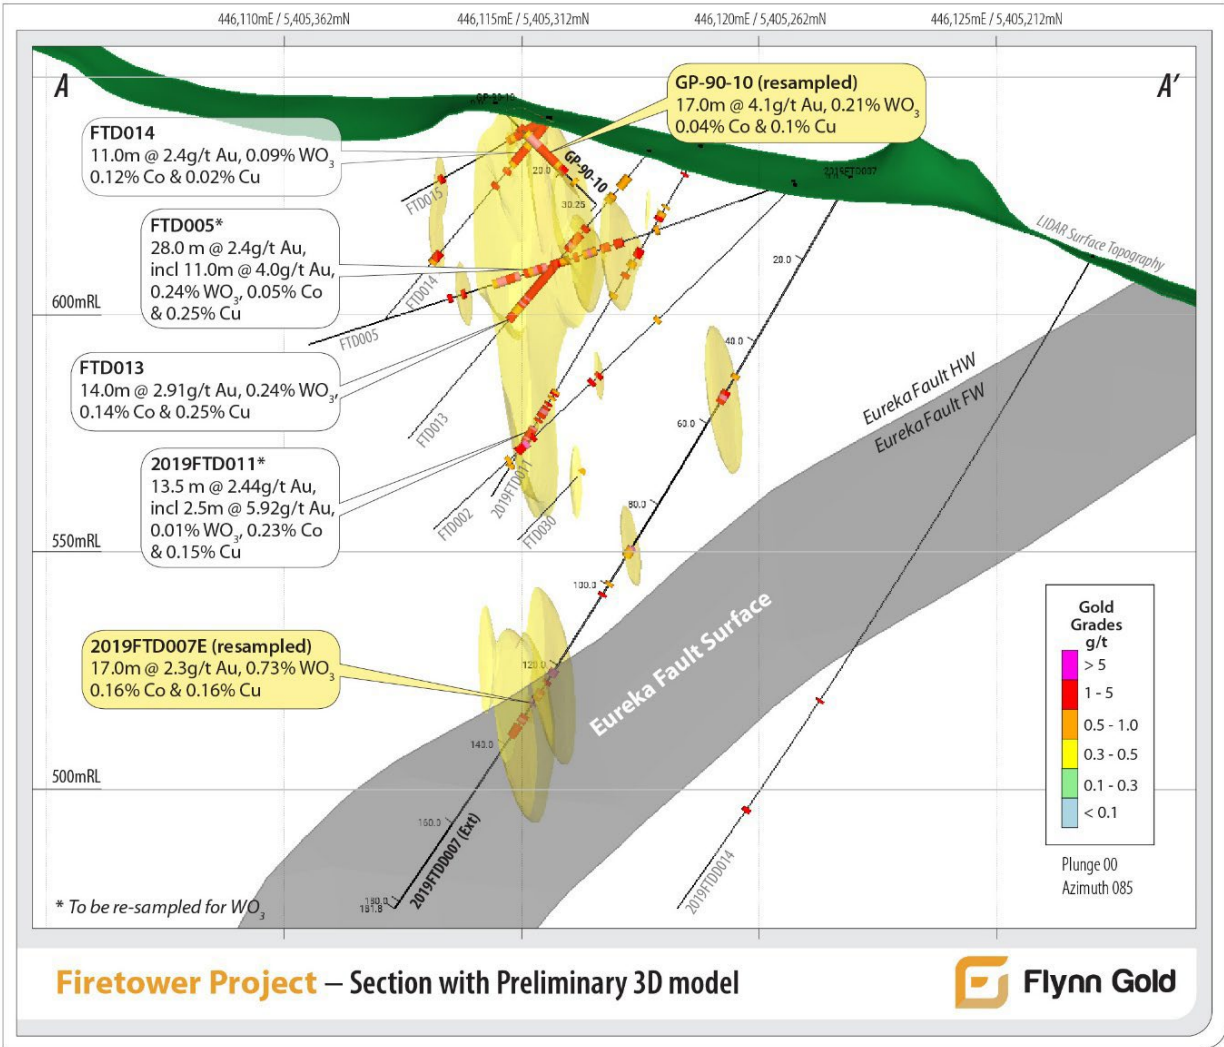 446,110mE / 5,405,362mN
446,115mE / 5,405,312mN
446,120mE / 5,405,262mN
446,125mE / 5,405,212mN
A
A′
GP-90-10 (resampled)
17.0m @ 4.1g/t Au, 0.21% WO₃
0.04% Co & 0.1% Cu
FTD014
11.0m @ 2.4g/t Au, 0.09% WO₃
0.12% Co & 0.02% Cu
GP-90-10
20.0
30.25
FTD015
FTD005*
28.0 m @ 2.4g/t Au,
incl 11.0m @ 4.0g/t Au,
0.24% WO₃, 0.05% Co
& 0.25% Cu
LIDAR Surface Topography
20.0
FTD014
600mRL
FTD005
40.0
FTD013
14.0m @ 2.91g/t Au, 0.24% WO₃,
0.14% Co & 0.25% Cu
Eureka Fault HW
Eureka Fault FW
FTD013
60.0
2019FTD011*
13.5 m @ 2.44g/t Au,
incl 2.5m @ 5.92g/t Au,
0.01% WO₃, 0.23% Co
& 0.15% Cu
2019FTD011
FTD002
FTD030
80.0
550mRL
100.0
Eureka Fault Surface
2019FTD007E (resampled)
17.0m @ 2.3g/t Au, 0.73% WO₃
0.16% Co & 0.16% Cu
120.0
140.0
500mRL
160.0
2019FTDD007 (Ext)
180.0
181.8
2019FTDD014
Gold
Grades
g/t
> 5
1 - 5
0.5 - 1.0
0.3 - 0.5
0.1 - 0.3
< 0.1
Plunge 00
Azimuth 085
* To be re-sampled for WO₃
Firetower Project – Section with Preliminary 3D model
Flynn Gold